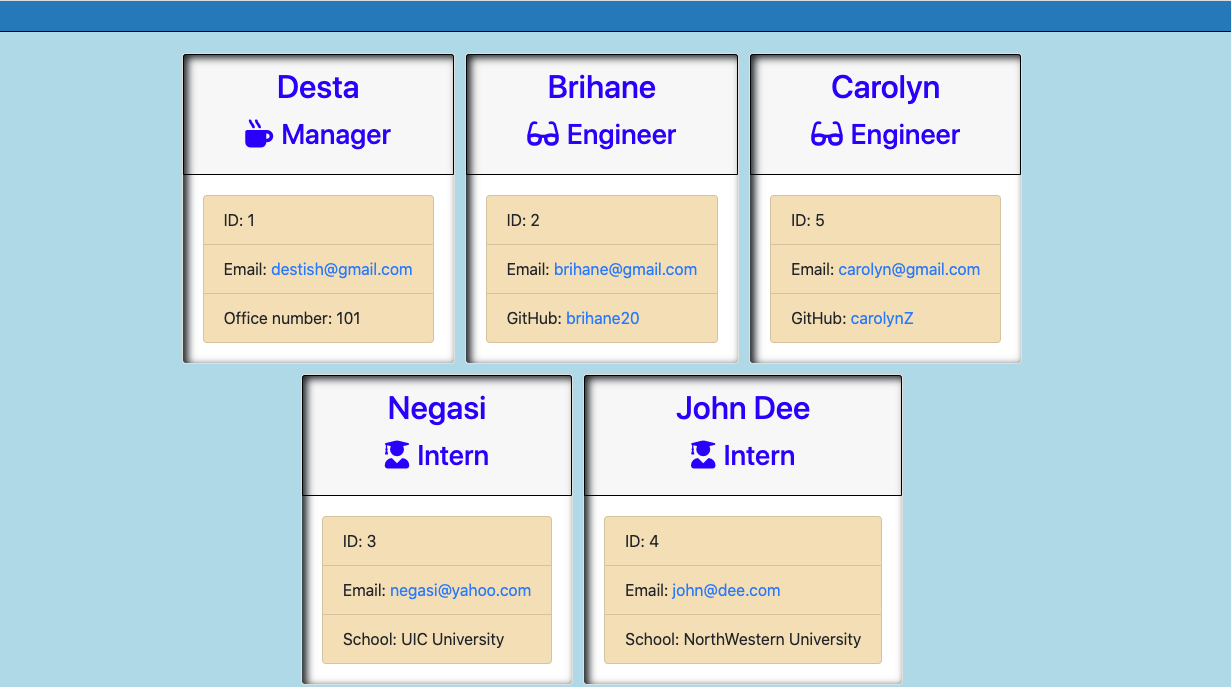 Desta
Manager
ID: 1
Email: destish@gmail.com
Office number: 101
Brihane
Engineer
ID: 2
Email: brihane@gmail.com
GitHub: brihane20
Carolyn
Engineer
ID: 5
Email: carolyn@gmail.com
GitHub: carolynZ
Negasi
Intern
ID: 3
Email: negasi@yahoo.com
School: UIC University
John Dee
Intern
ID: 4
Email: john@dee.com
School: NorthWestern University